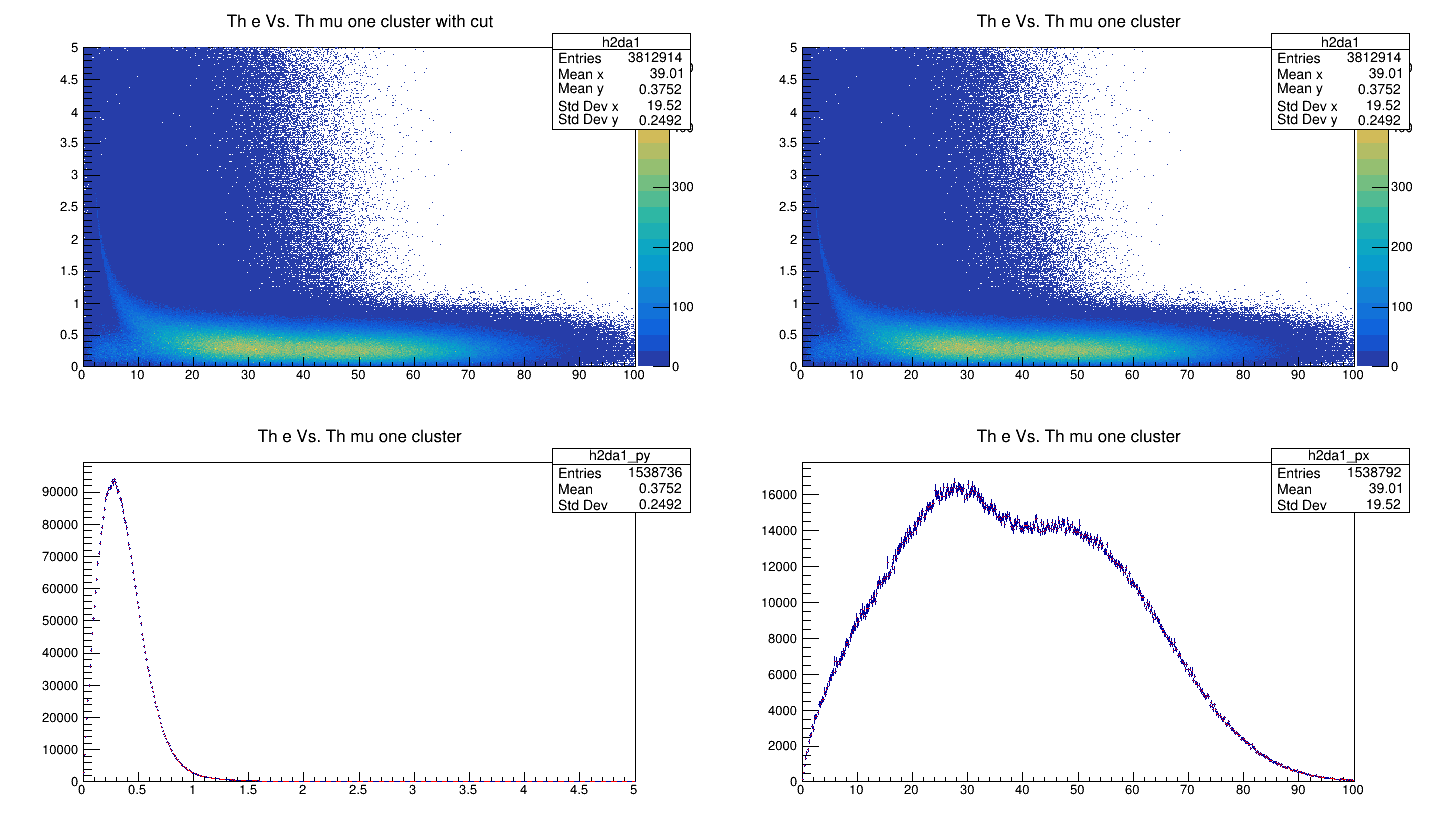 Th e Vs. Th mu one cluster with cut
h2da1
Entries 3812914
Mean x 39.01
Mean y 0.3752
Std Dev x 19.52
Std Dev y 0.2492
5
4.5
4
3.5
3
2.5
2
1.5
1
0.5
0
0 10 20 30 40 50 60 70 80 90 100
300
200
100
0
Th e Vs. Th mu one cluster
h2da1
Entries 3812914
Mean x 39.01
Mean y 0.3752
Std Dev x 19.52
Std Dev y 0.2492
5
4.5
4
3.5
3
2.5
2
1.5
1
0.5
0
0 10 20 30 40 50 60 70 80 90 100
300
200
100
0
Th e Vs. Th mu one cluster
h2da1_py
Entries 1538736
Mean 0.3752
Std Dev 0.2492
90000
80000
70000
60000
50000
40000
30000
20000
10000
0
0 0.5 1 1.5 2 2.5 3 3.5 4 4.5 5
Th e Vs. Th mu one cluster
h2da1_px
Entries 1538792
Mean 39.01
Std Dev 19.52
16000
14000
12000
10000
8000
6000
4000
2000
0
0 10 20 30 40 50 60 70 80 90 100